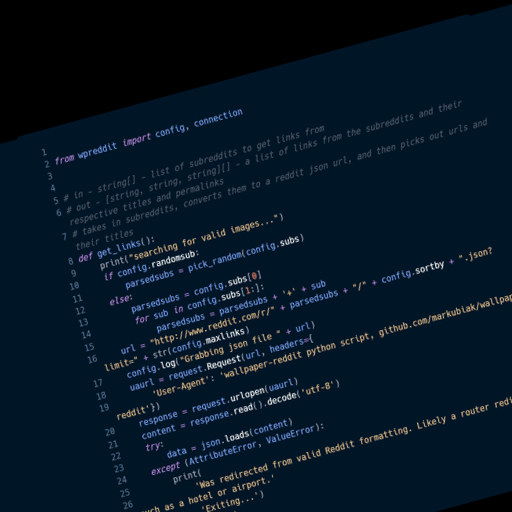 1
2 from wpreddit import config, connection
3
4
5 # in - string[] - list of subreddits to get links from
6 # out - [string, string, string][] - a list of links from the subreddits and their
respective titles and permalinks
7 # takes in subreddits, converts them to a reddit json url, and then picks out urls and
their titles
8 def get_links():
9 print("searching for valid images...")
10 if config.randomsub:
11 parsedsubs = pick_random(config.subs)
12 else:
13 parsedsubs = config.subs[0]
14 for sub in config.subs[1:]:
15 parsedsubs = parsedsubs + '+' + sub
16 url = "http://www.reddit.com/r/" + parsedsubs + "/" + config.sortby + ".json?
limit=" + str(config.maxlinks)
17 config.log("Grabbing json file " + url)
18 uaurl = request.Request(url, headers={
19 'User-Agent': 'wallpaper-reddit python script, github.com/markubiak/wallpap
reddit'})
20 response = request.urlopen(uaurl)
21 content = response.read().decode('utf-8')
22 try:
23 data = json.loads(content)
24 except (AttributeError, ValueError):
25 print(
26 'Was redirected from valid Reddit formatting. Likely a router redi
such as a hotel or airport.'
'Exiting...')